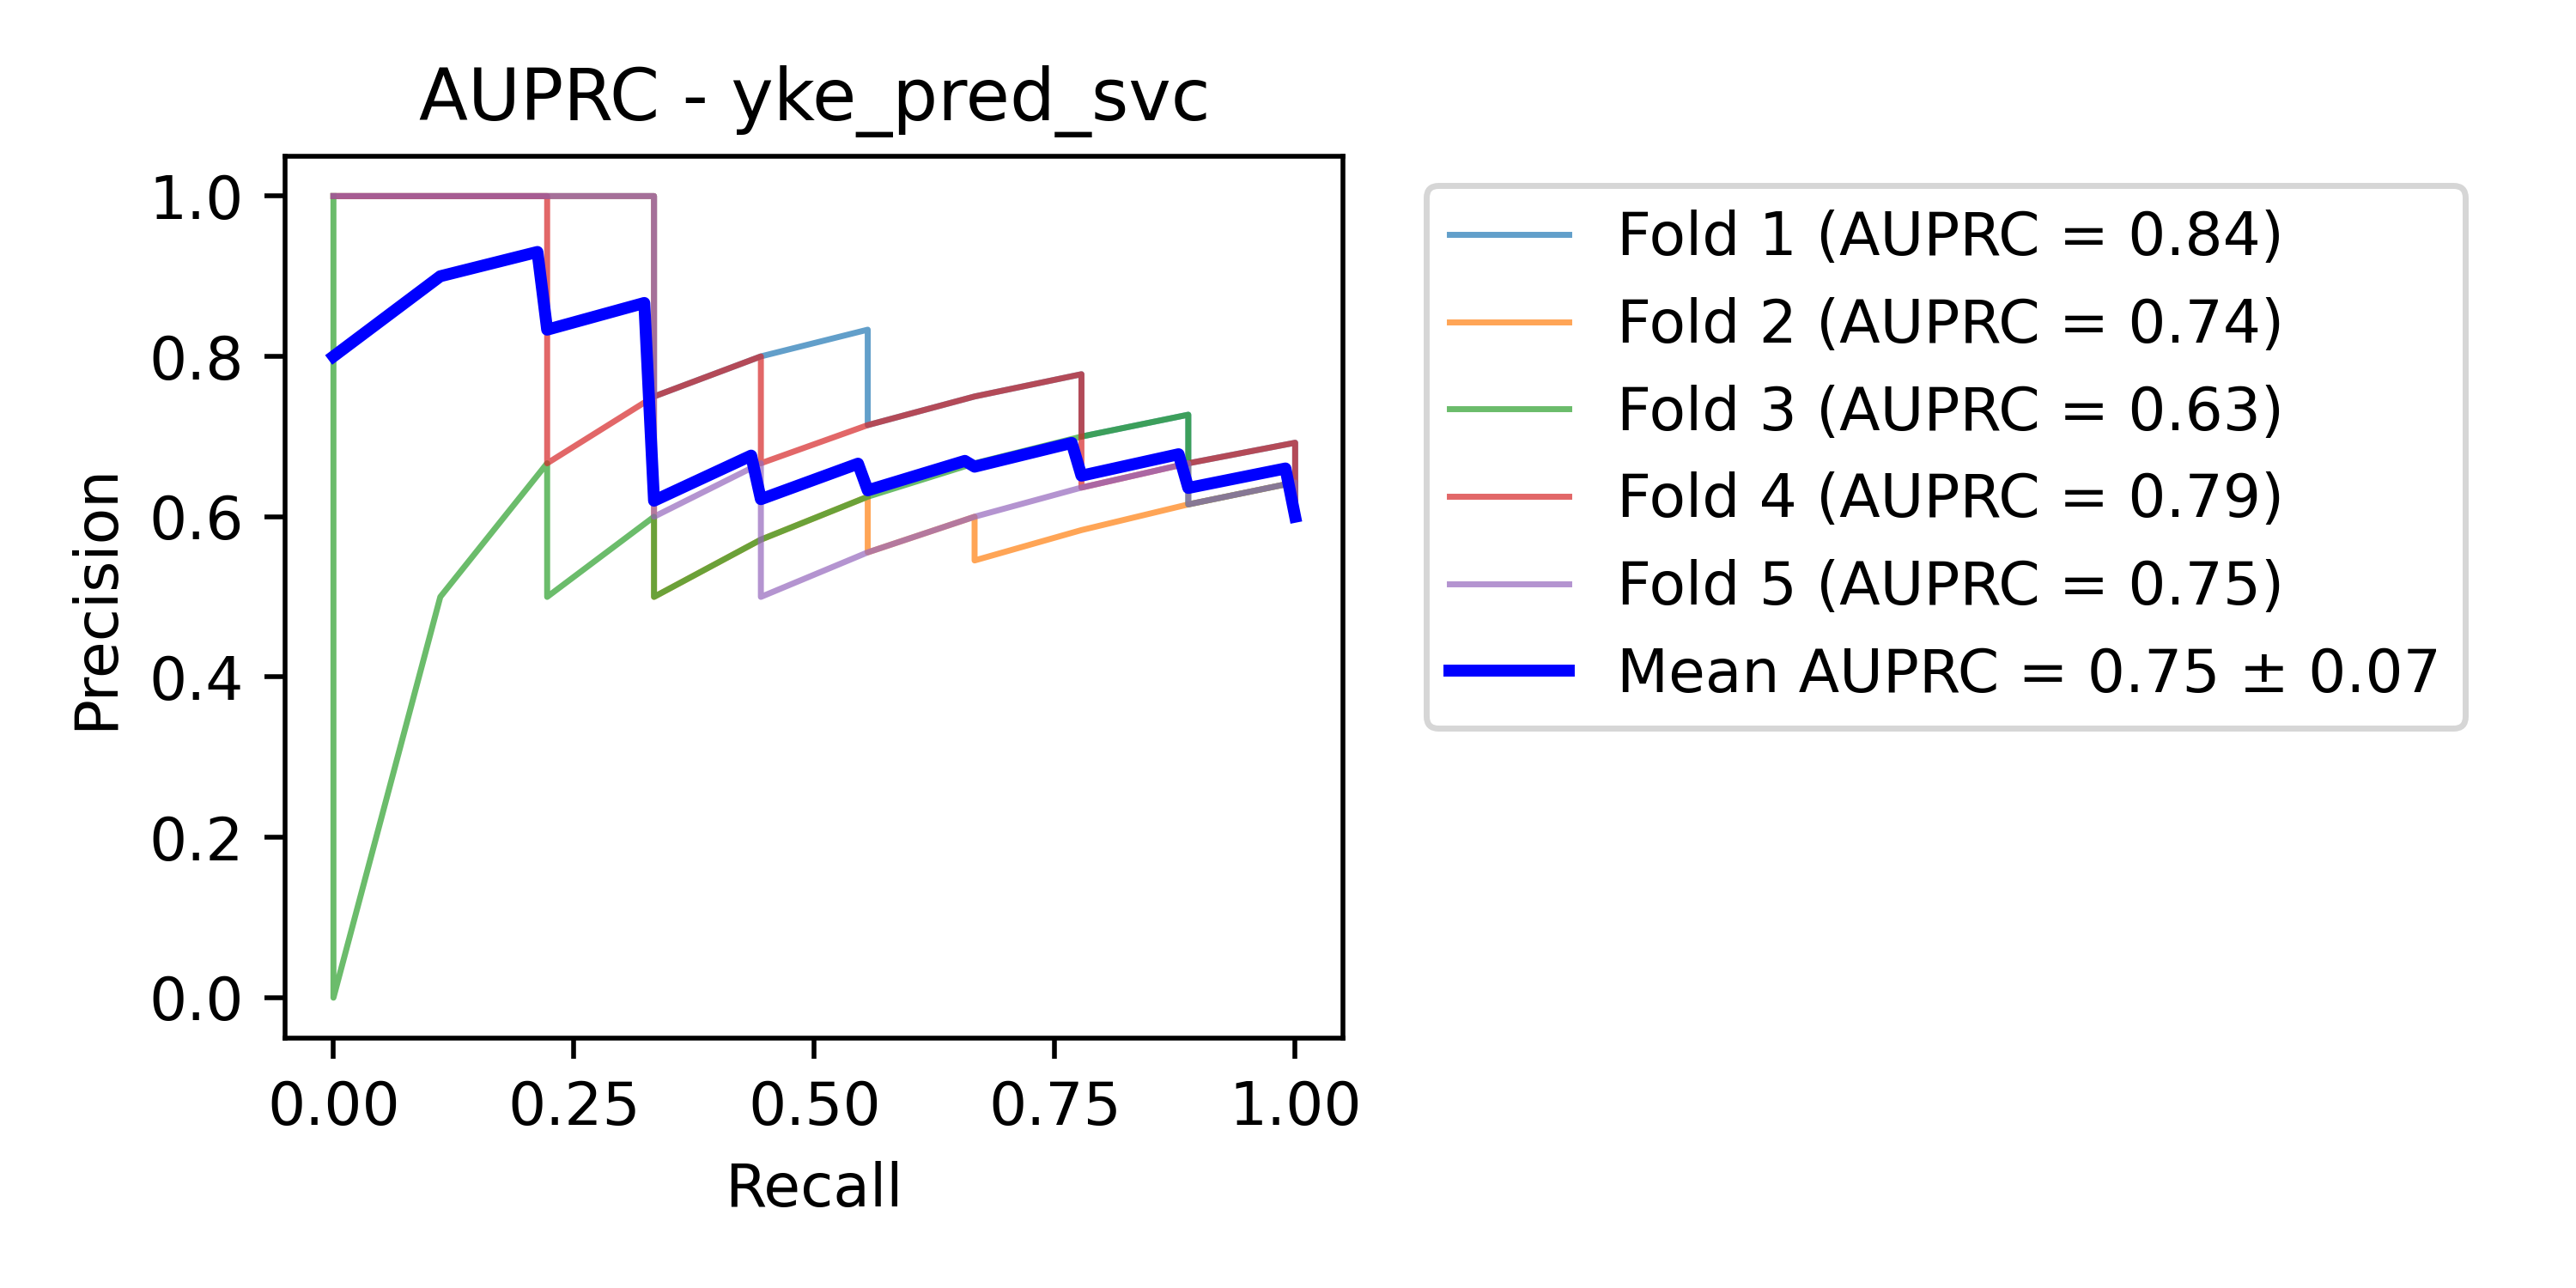 AUPRC - yke_pred_svc
Precision
1.0
0.8
0.6
0.4
0.2
0.0
0.00 0.25 0.50 0.75 1.00
Recall
Fold 1 (AUPRC = 0.84)
Fold 2 (AUPRC = 0.74)
Fold 3 (AUPRC = 0.63)
Fold 4 (AUPRC = 0.79)
Fold 5 (AUPRC = 0.75)
Mean AUPRC = 0.75 ± 0.07